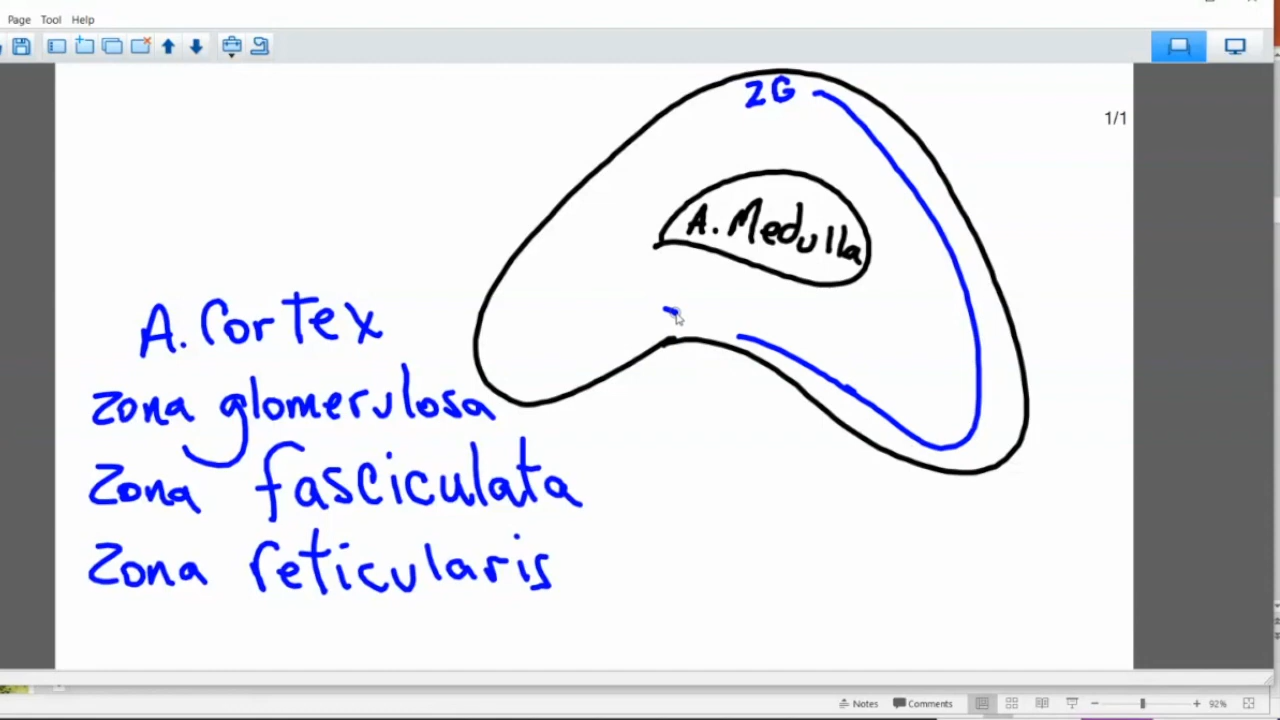 Page Tool Help
ZG
1/1
A. Medulla
A. Cortex
Zona glomerulosa
Zona fasciculata
Zona reticularis
Notes Comments 92%